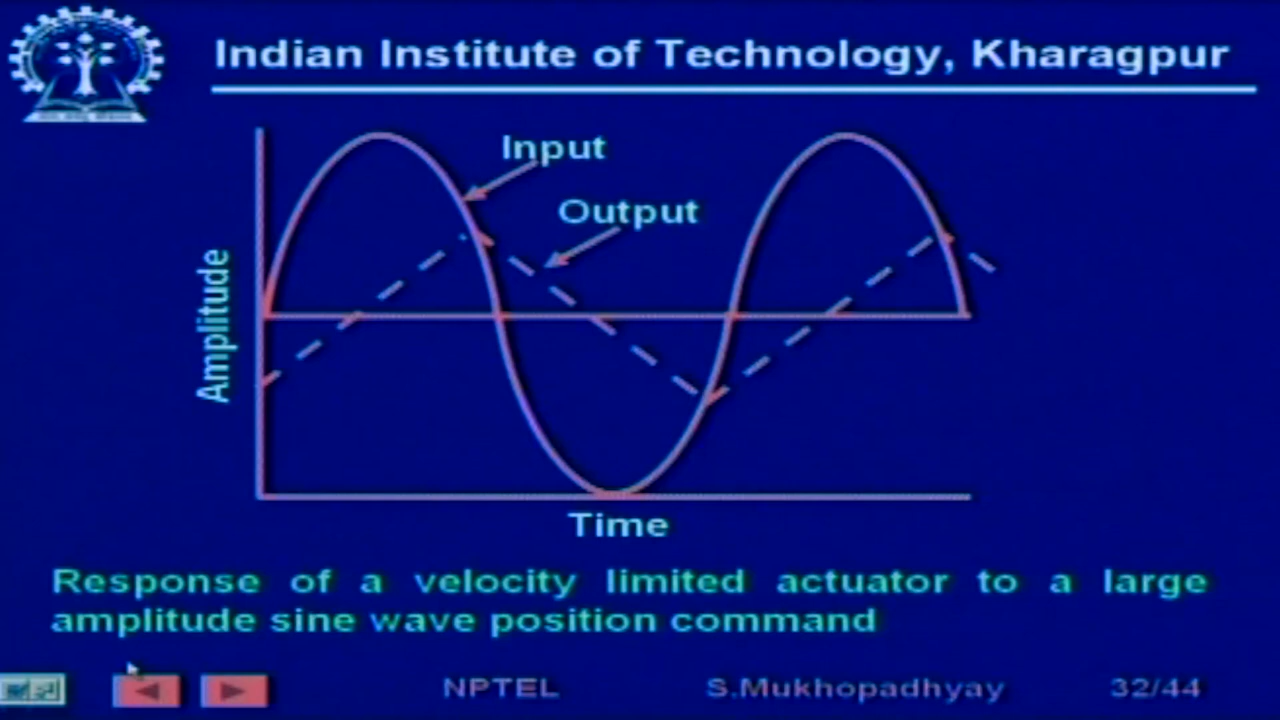 Indian Institute of Technology, Kharagpur
Input
Output
Amplitude
Time
Response of a velocity limited actuator to a large
amplitude sine wave position command
NPTEL
S.Mukhopadhyay
32/44